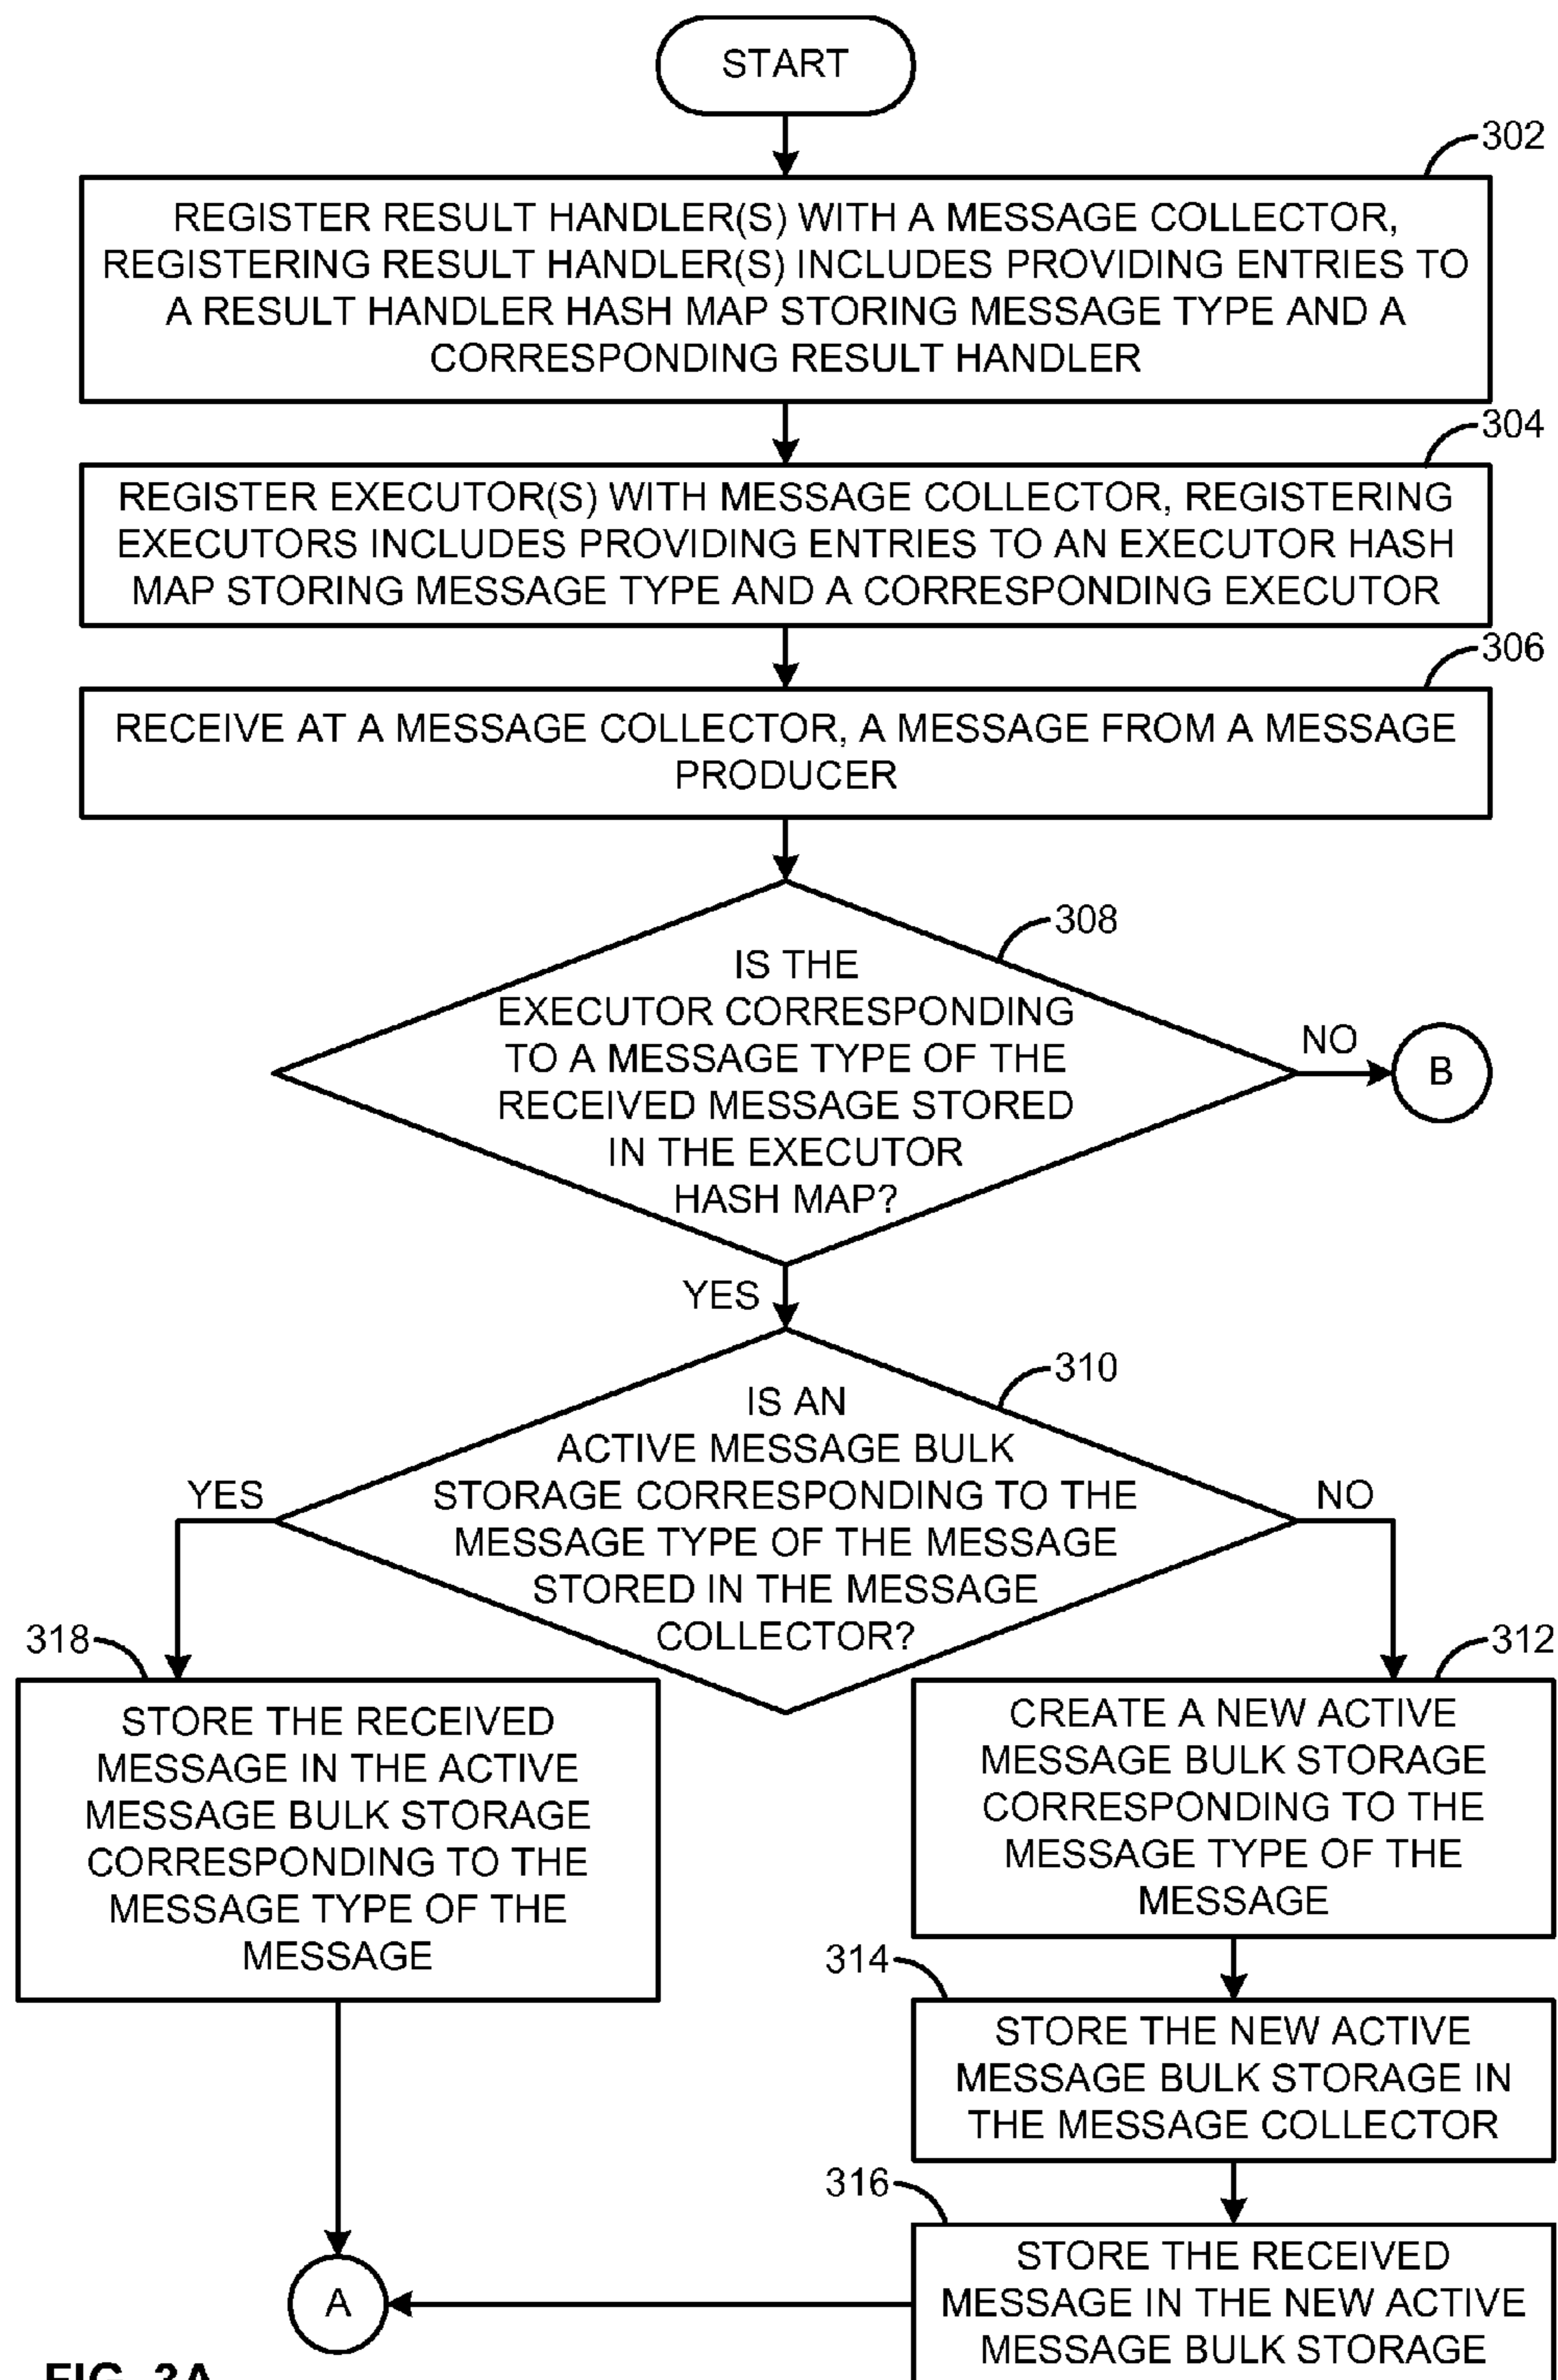 START
302
REGISTER RESULT HANDLER(S) WITH A MESSAGE COLLECTOR,
REGISTERING RESULT HANDLER(S) INCLUDES PROVIDING ENTRIES TO
A RESULT HANDLER HASH MAP STORING MESSAGE TYPE AND A
CORRESPONDING RESULT HANDLER
304
REGISTER EXECUTOR(S) WITH MESSAGE COLLECTOR, REGISTERING
EXECUTORS INCLUDES PROVIDING ENTRIES TO AN EXECUTOR HASH
MAP STORING MESSAGE TYPE AND A CORRESPONDING EXECUTOR
306
RECEIVE AT A MESSAGE COLLECTOR, A MESSAGE FROM A MESSAGE
PRODUCER
308
IS THE
EXECUTOR CORRESPONDING
TO A MESSAGE TYPE OF THE
RECEIVED MESSAGE STORED
IN THE EXECUTOR
HASH MAP?
NO
B
YES
310
IS AN
ACTIVE MESSAGE BULK
STORAGE CORRESPONDING TO THE
MESSAGE TYPE OF THE MESSAGE
STORED IN THE MESSAGE
COLLECTOR?
YES
NO
318
STORE THE RECEIVED
MESSAGE IN THE ACTIVE
MESSAGE BULK STORAGE
CORRESPONDING TO THE
MESSAGE TYPE OF THE
MESSAGE
312
CREATE A NEW ACTIVE
MESSAGE BULK STORAGE
CORRESPONDING TO THE
MESSAGE TYPE OF THE
MESSAGE
314
STORE THE NEW ACTIVE
MESSAGE BULK STORAGE IN
THE MESSAGE COLLECTOR
316
STORE THE RECEIVED
MESSAGE IN THE NEW ACTIVE
MESSAGE BULK STORAGE
A
FIG. 3A